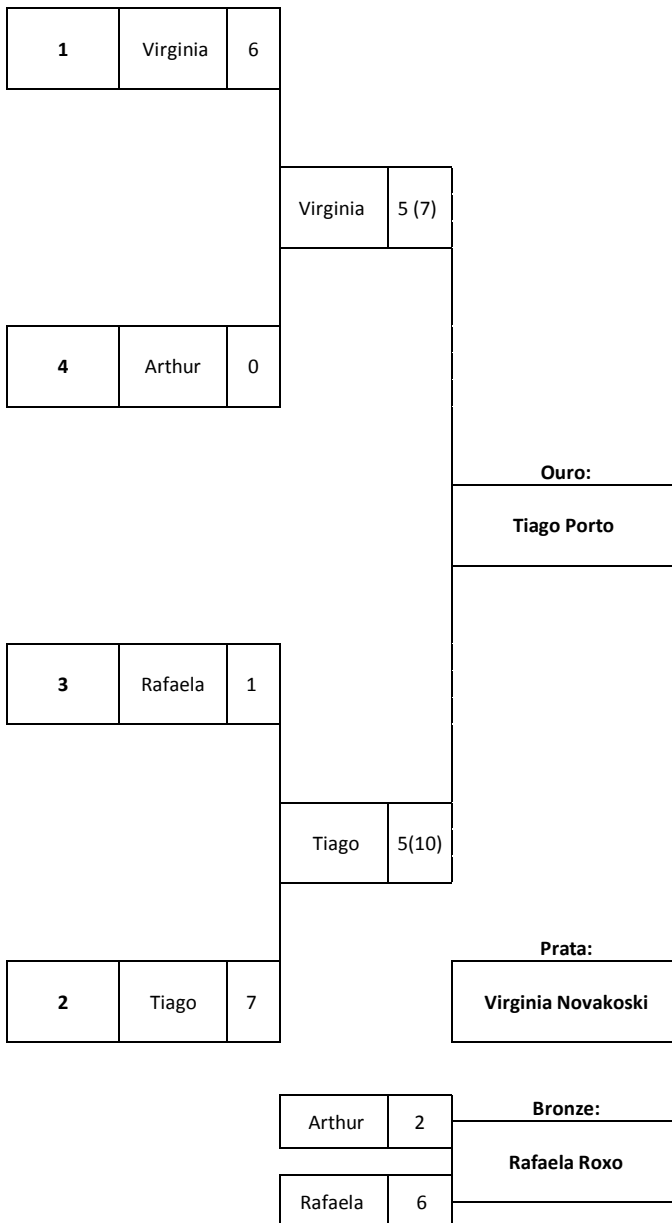 1 Virginia 6
Virginia 5 (7)
4 Arthur 0
Ouro:
Tiago Porto
3 Rafaela 1
Tiago 5(10)
Prata:
2 Tiago 7
Virginia Novakoski
Bronze:
Arthur 2
Rafaela Roxo
Rafaela 6